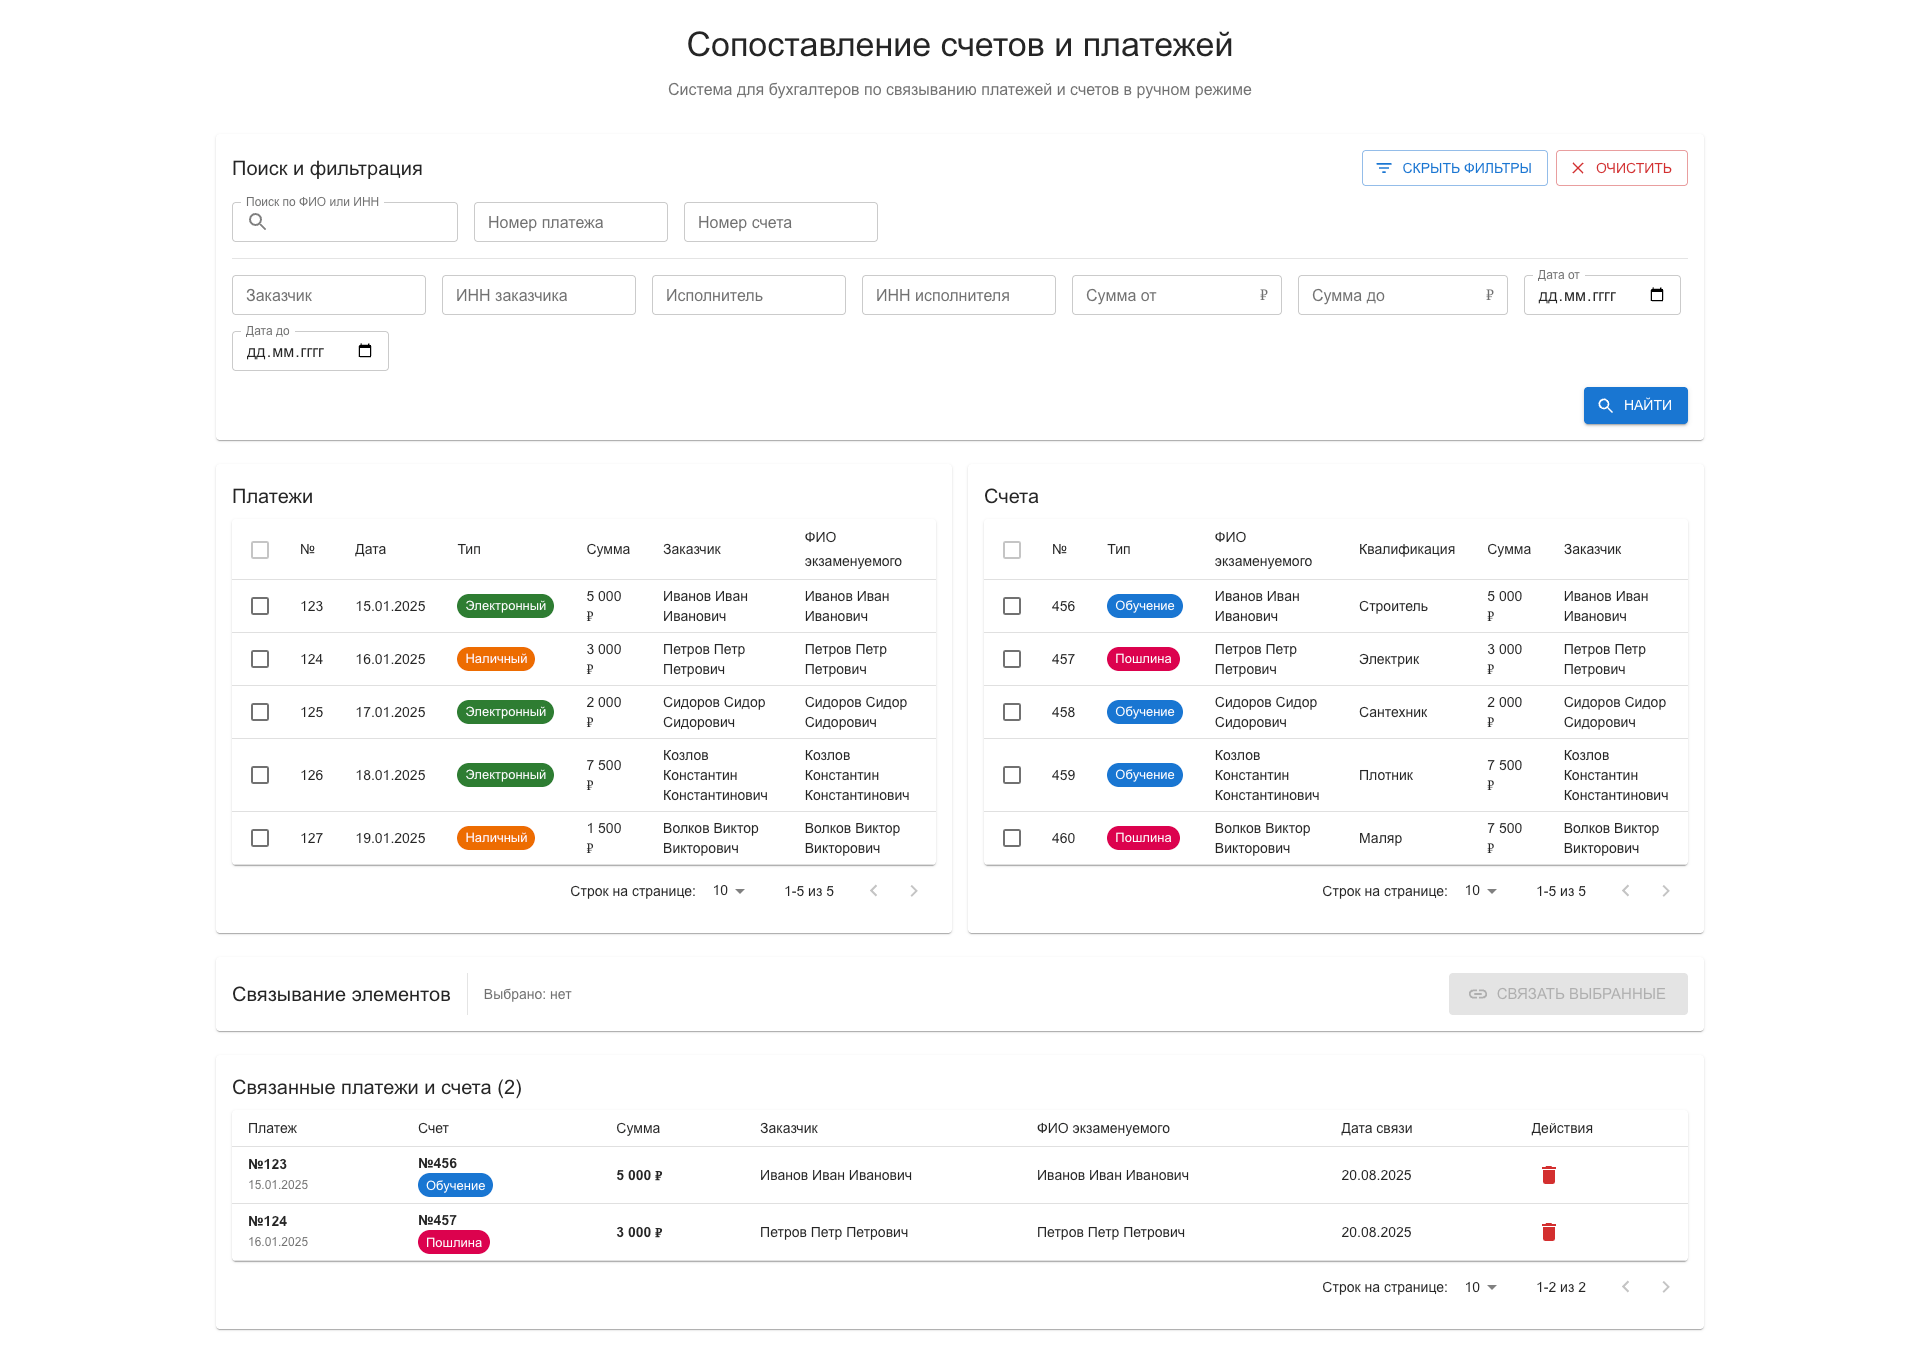 Сопоставление счетов и платежей
Система для бухгалтеров по связыванию платежей и счетов в ручном режиме
Поиск и фильтрация
СКРЫТЬ ФИЛЬТРЫ
ОЧИСТИТЬ
Поиск по ФИО или ИНН
Номер платежа
Номер счета
Заказчик
ИНН заказчика
Исполнитель
ИНН исполнителя
Сумма от ₽
Сумма до ₽
Дата от
дд.мм.гггг
Дата до
дд.мм.гггг
НАЙТИ
Платежи
№ Дата Тип Сумма Заказчик ФИО
экзаменуемого
123 15.01.2025 Электронный 5 000 ₽ Иванов Иван Иванович Иванов Иван Иванович
124 16.01.2025 Наличный 3 000 ₽ Петров Петр Петрович Петров Петр Петрович
125 17.01.2025 Электронный 2 000 ₽ Сидоров Сидор Сидорович Сидоров Сидор Сидорович
126 18.01.2025 Электронный 7 500 ₽ Козлов Константин Константинович Козлов Константин Константинович
127 19.01.2025 Наличный 1 500 ₽ Волков Виктор Викторович Волков Виктор Викторович
Строк на странице: 10 1-5 из 5
Счета
№ Тип ФИО
экзаменуемого Квалификация Сумма Заказчик
456 Обучение Иванов Иван Иванович Строитель 5 000 ₽ Иванов Иван Иванович
457 Пошлина Петров Петр Петрович Электрик 3 000 ₽ Петров Петр Петрович
458 Обучение Сидоров Сидор Сидорович Сантехник 2 000 ₽ Сидоров Сидор Сидорович
459 Обучение Козлов Константин Константинович Плотник 7 500 ₽ Козлов Константин Константинович
460 Пошлина Волков Виктор Викторович Маляр 7 500 ₽ Волков Виктор Викторович
Строк на странице: 10 1-5 из 5
Связывание элементов
Выбрано: нет
СВЯЗАТЬ ВЫБРАННЫЕ
Связанные платежи и счета (2)
Платеж Счет Сумма Заказчик ФИО экзаменуемого Дата связи Действия
№123 15.01.2025 №456 Обучение 5 000 ₽ Иванов Иван Иванович Иванов Иван Иванович 20.08.2025
№124 16.01.2025 №457 Пошлина 3 000 ₽ Петров Петр Петрович Петров Петр Петрович 20.08.2025
Строк на странице: 10 1-2 из 2